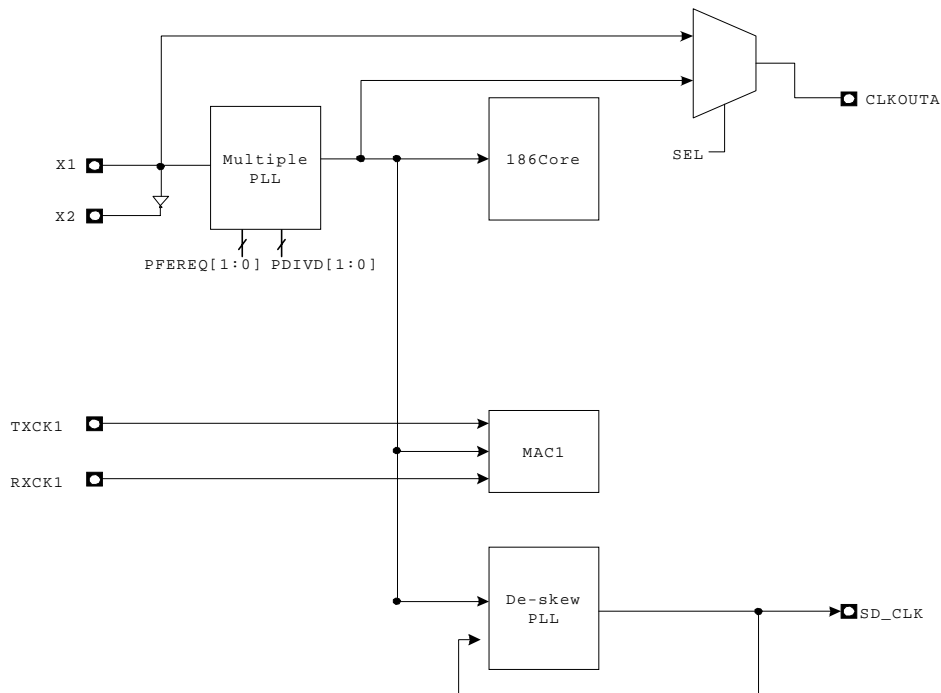 CLKOUTA
SEL
Multiple
PLL
186Core
X1
X2
PFEREQ[1:0] PDIVD[1:0]
TXCK1
MAC1
RXCK1
De-skew
PLL
SD_CLK